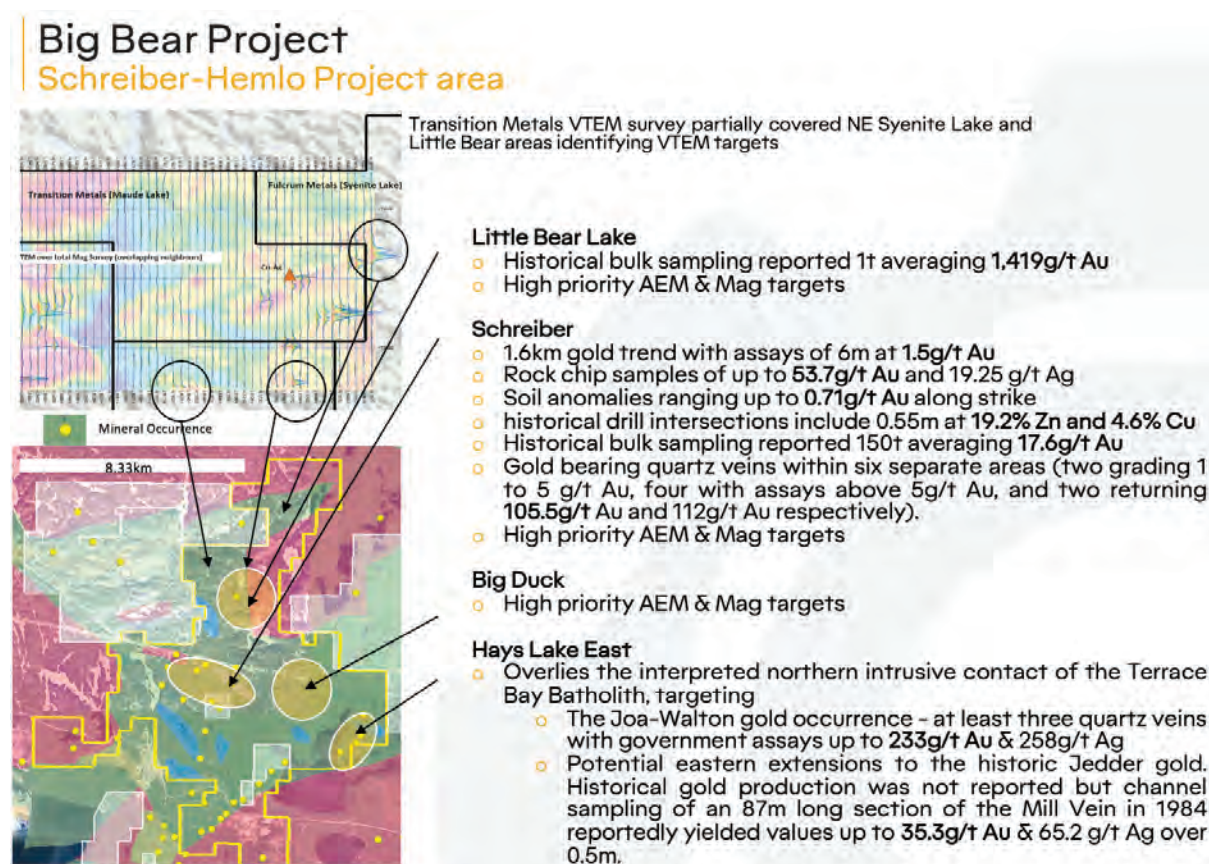 Big Bear Project
Schreiber-Hemlo Project area
Transition Metals VTEM survey partially covered NE Syenite Lake and
Little Bear areas identifying VTEM targets
Fulcrum Metals (Syenite Lake)
Transition Metals (Maude Lake)
TEM over total Mag Survey (overlapping neighbours)
Cu-Ag
Mineral Occurrence
8.33km
Little Bear Lake
Historical bulk sampling reported 1t averaging 1,419g/t Au
High priority AEM & Mag targets
Schreiber
1.6km gold trend with assays of 6m at 1.5g/t Au
Rock chip samples of up to 53.7g/t Au and 19.25 g/t Ag
Soil anomalies ranging up to 0.71g/t Au along strike
historical drill intersections include 0.55m at 19.2% Zn and 4.6% Cu
Historical bulk sampling reported 150t averaging 17.6g/t Au
Gold bearing quartz veins within six separate areas (two grading 1
to 5 g/t Au, four with assays above 5g/t Au, and two returning
105.5g/t Au and 112g/t Au respectively).
High priority AEM & Mag targets
Big Duck
High priority AEM & Mag targets
Hays Lake East
Overlies the interpreted northern intrusive contact of the Terrace
Bay Batholith, targeting
The Joa-Walton gold occurrence - at least three quartz veins
with government assays up to 233g/t Au & 258g/t Ag
Potential eastern extensions to the historic Jedder gold.
Historical gold production was not reported but channel
sampling of an 87m long section of the Mill Vein in 1984
reportedly yielded values up to 35.3g/t Au & 65.2 g/t Ag over
0.5m.